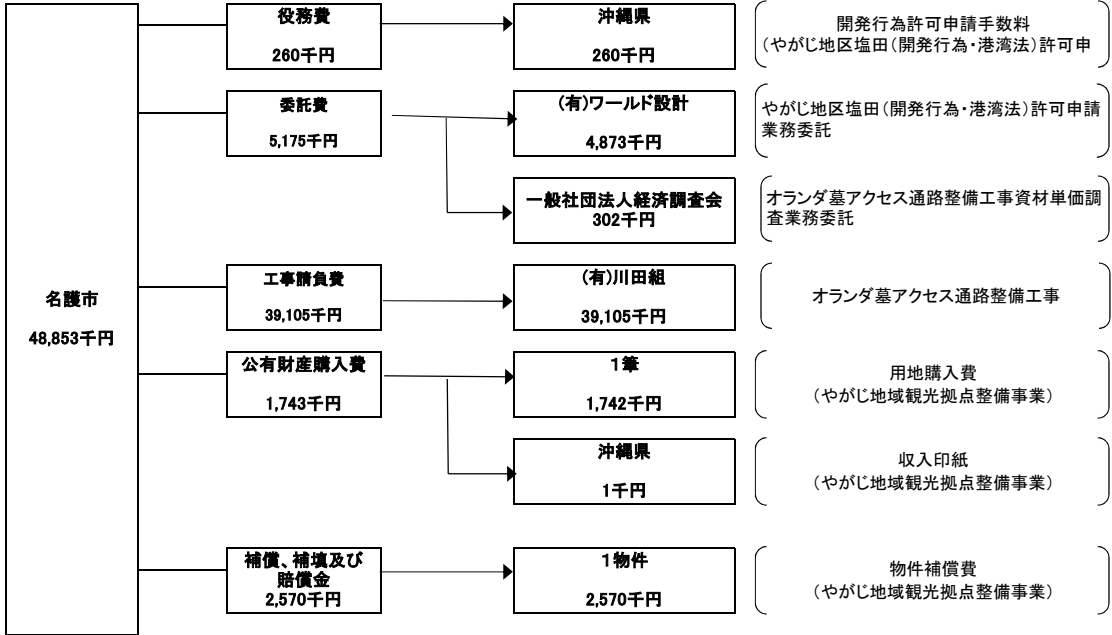 名護市
48,853千円
役務費
260千円
沖縄県
260千円
開発行為許可申請手数料
(やがじ地区塩田(開発行為・港湾法)許可申
委託費
5,175千円
(有)ワールド設計
4,873千円
やがじ地区塩田(開発行為・港湾法)許可申請
業務委託
一般社団法人経済調査会
302千円
オランダ墓アクセス通路整備工事資材単価調
査業務委託
工事請負費
39,105千円
(有)川田組
39,105千円
オランダ墓アクセス通路整備工事
公有財産購入費
1,743千円
1筆
1,742千円
用地購入費
(やがじ地域観光拠点整備事業)
沖縄県
1千円
収入印紙
(やがじ地域観光拠点整備事業)
補償、補填及び
賠償金
2,570千円
1物件
2,570千円
物件補償費
(やがじ地域観光拠点整備事業)